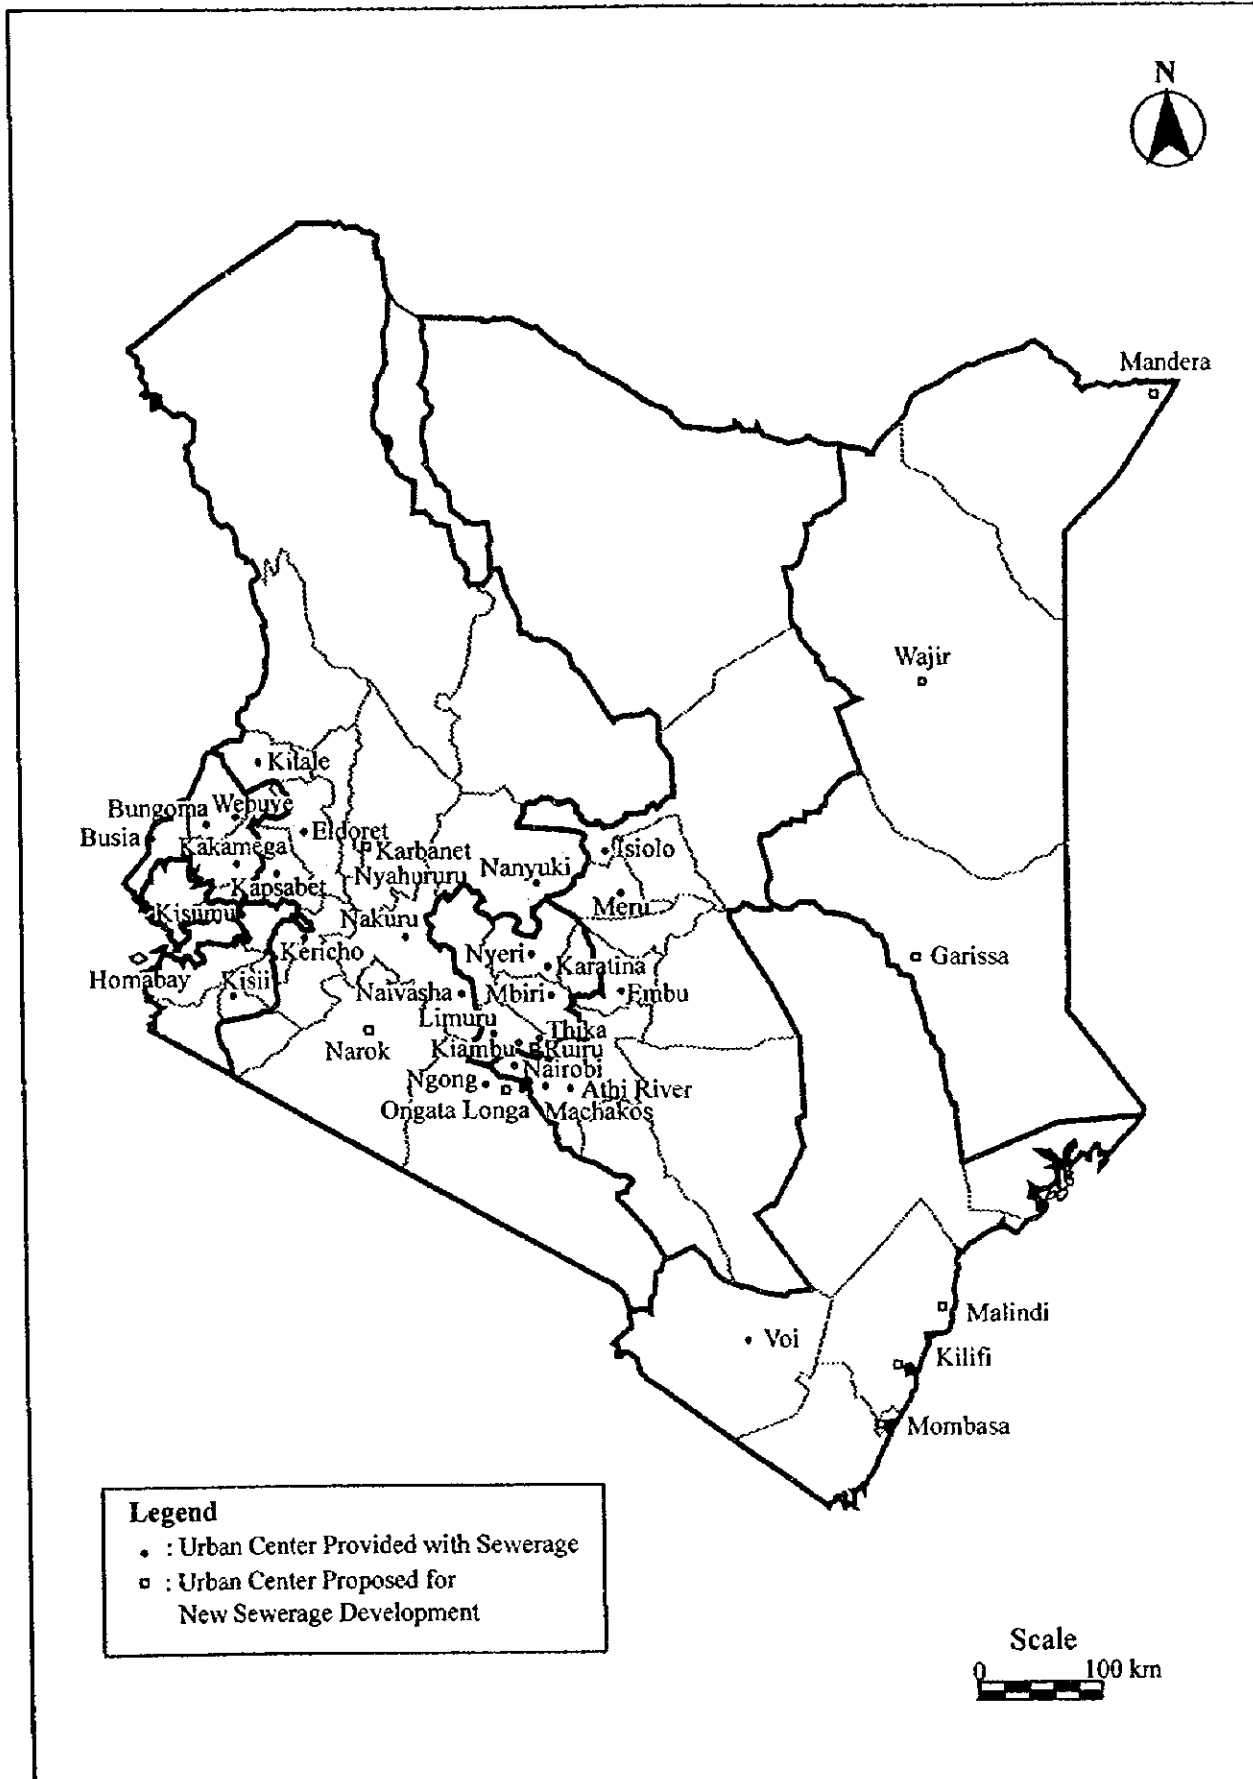 N
Mandera
Wajir
Kitale
Bungoma
Webuye
Busia
Eldoret
Kakamega
Karbanet
Isiolo
Nyahururu
Nanyuki
Kapsabet
Meru
Kisumu
Nakuru
Kericho
Nyeri
Karatina
Garissa
Homabay
Kisii
Naivasha
Mbiri
Embu
Limuru
Thika
Narok
Kiambu
Ruiru
Nairobi
Ngong
Athi River
Ongata Longa
Machakos
Malindi
Voi
Kilifi
Mombasa
Legend
: Urban Center Provided with Sewerage
: Urban Center Proposed for
New Sewerage Development
Scale
0 100 km